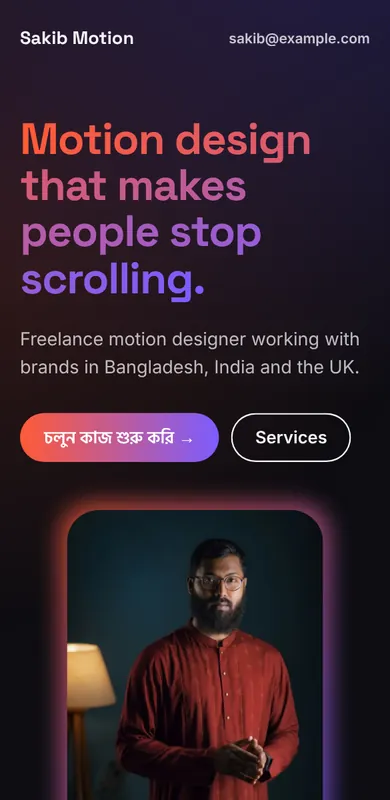 Sakib Motion
sakib@example.com
Motion design
that makes
people stop
scrolling.
Freelance motion designer working with
brands in Bangladesh, India and the UK.
চলুন কাজ শুরু করি →
Services